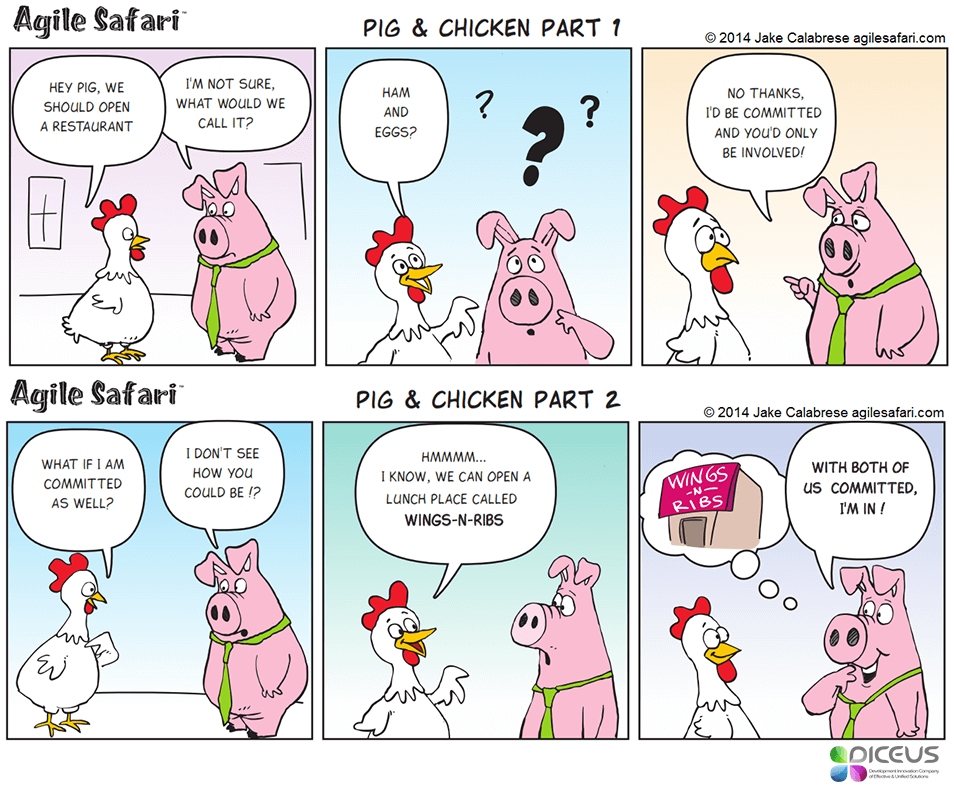 Agile Safari™
PIG & CHICKEN PART 1
© 2014 Jake Calabrese agilesafari.com
HEY PIG, WE
SHOULD OPEN
A RESTAURANT
I'M NOT SURE,
WHAT WOULD WE
CALL IT?
HAM
AND
EGGS?
? ? ?
NO THANKS,
I'D BE COMMITTED
AND YOU'D ONLY
BE INVOLVED!
Agile Safari™
PIG & CHICKEN PART 2
© 2014 Jake Calabrese agilesafari.com
WHAT IF I AM
COMMITTED
AS WELL?
I DON'T SEE
HOW YOU
COULD BE !?
HMMMM...
I KNOW, WE CAN OPEN A
LUNCH PLACE CALLED
WINGS-N-RIBS
WINGS
-N-
RIBS
WITH BOTH OF
US COMMITTED,
I'M IN !
DICEUS
Development Innovation Company
of Effective & Unified Solutions